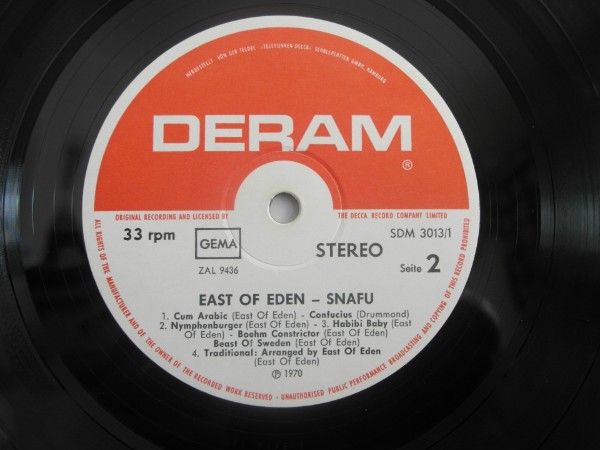 HERGESTELLT VON DER TELDEC »TELEFUNKEN-DECCA« SCHALLPLATTEN GMBH, HAMBURG
DERAM
®
ORIGINAL RECORDING AND LICENSED BY THE DECCA RECORD COMPANY LIMITED
33 rpm
GEMA
STEREO
SDM 3013/1
ZAL 9436
Seite 2
EAST OF EDEN – SNAFU
1. Cum Arabic (East Of Eden) - Confucius (Drummond)
2. Nymphenburger (East Of Eden) - 3. Habibi Baby (East
Of Eden) - Boehm Constrictor (East Of Eden)
Beast Of Sweden (East Of Eden)
4. Traditional: Arranged by East Of Eden
(East Of Eden)
℗ 1970
ALL RIGHTS OF THE MANUFACTURER AND OF THE OWNER OF THE RECORDED WORK RESERVED - UNAUTHORISED PUBLIC PERFORMANCE BROADCASTING AND COPYING OF THIS RECORD PROHIBITED